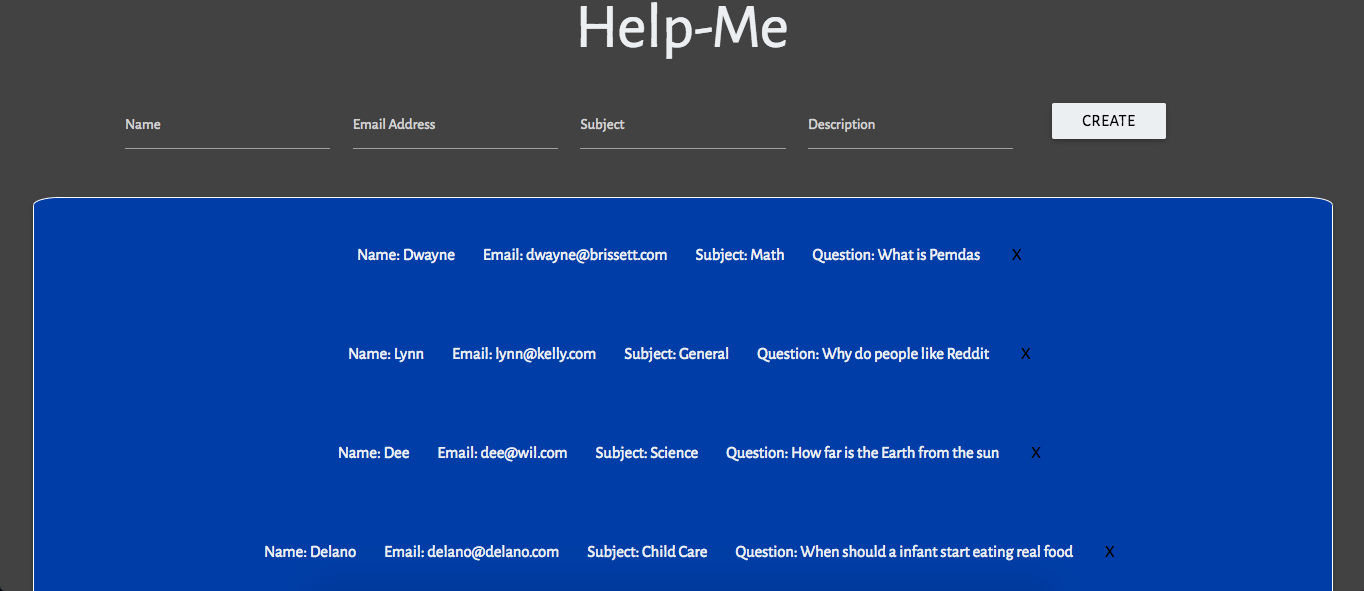 Help-Me
Name Email Address Subject Description CREATE
Name: Dwayne Email: dwayne@brissett.com Subject: Math Question: What is Pemdas X
Name: Lynn Email: lynn@kelly.com Subject: General Question: Why do people like Reddit X
Name: Dee Email: dee@wil.com Subject: Science Question: How far is the Earth from the sun X
Name: Delano Email: delano@delano.com Subject: Child Care Question: When should a infant start eating real food X